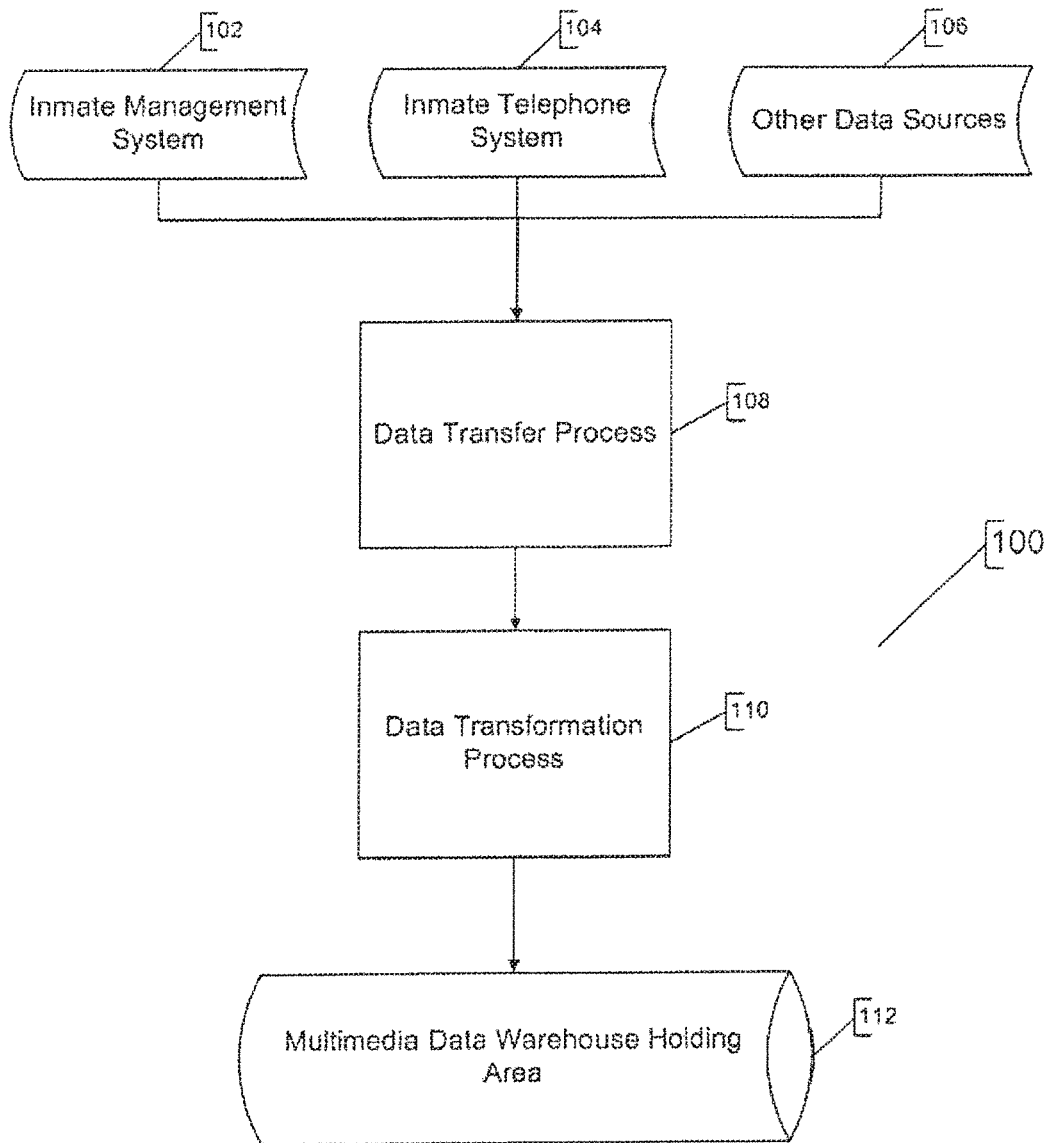 102
104
106
Inmate Management
System
Inmate Telephone
System
Other Data Sources
108
Data Transfer Process
100
110
Data Transformation
Process
112
Multimedia Data Warehouse Holding
Area